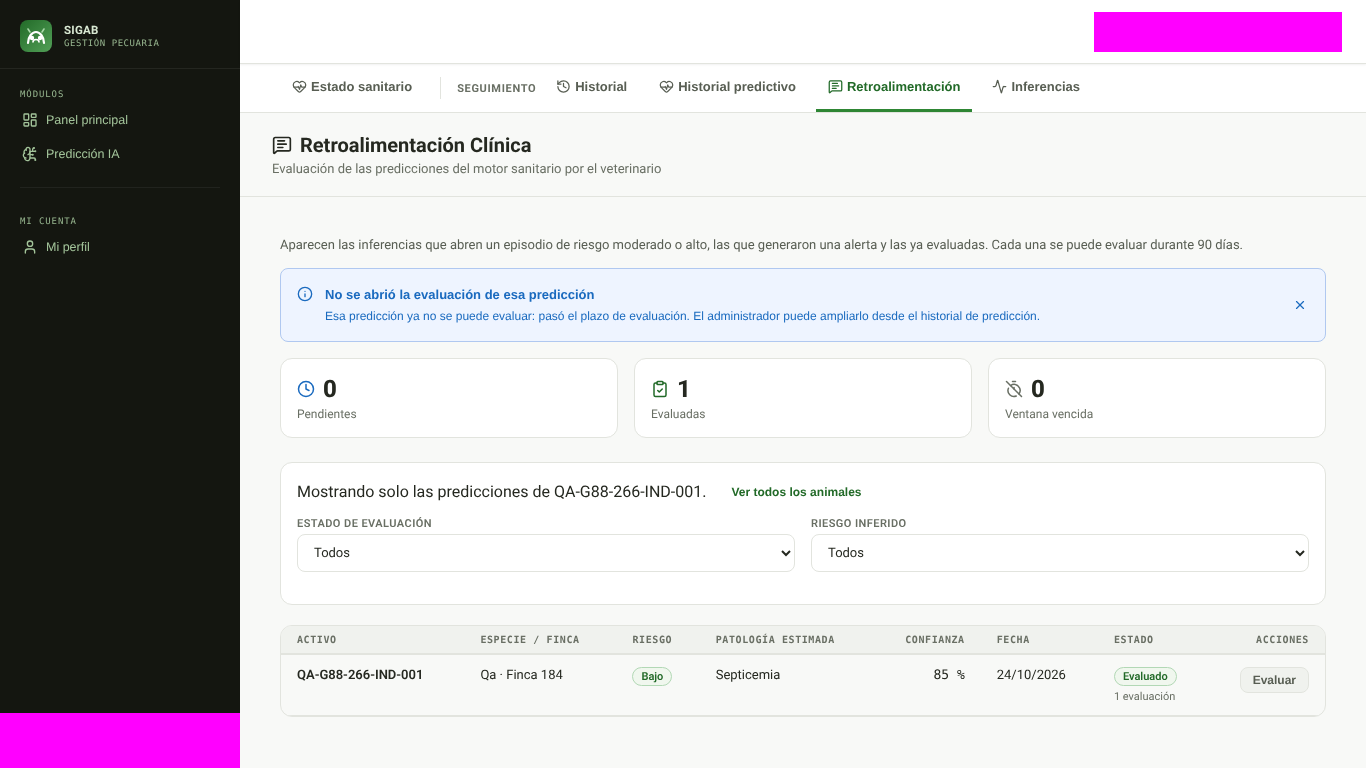 SIGAB
GESTIÓN PECUARIA
MÓDULOS
Panel principal
Predicción IA
MI CUENTA
Mi perfil
Estado sanitario
SEGUIMIENTO
Historial
Historial predictivo
Retroalimentación
Inferencias
Retroalimentación Clínica
Evaluación de las predicciones del motor sanitario por el veterinario
Aparecen las inferencias que abren un episodio de riesgo moderado o alto, las que generaron una alerta y las ya evaluadas. Cada una se puede evaluar durante 90 días.
No se abrió la evaluación de esa predicción
Esa predicción ya no se puede evaluar: pasó el plazo de evaluación. El administrador puede ampliarlo desde el historial de predicción.
0
Pendientes
1
Evaluadas
0
Ventana vencida
Mostrando solo las predicciones de QA-G88-266-IND-001. Ver todos los animales
ESTADO DE EVALUACIÓN
Todos
RIESGO INFERIDO
Todos
ACTIVO ESPECIE / FINCA RIESGO PATOLOGÍA ESTIMADA CONFIANZA FECHA ESTADO ACCIONES
QA-G88-266-IND-001 Qa · Finca 184 Bajo Septicemia 85 % 24/10/2026 Evaluado Evaluar
1 evaluación